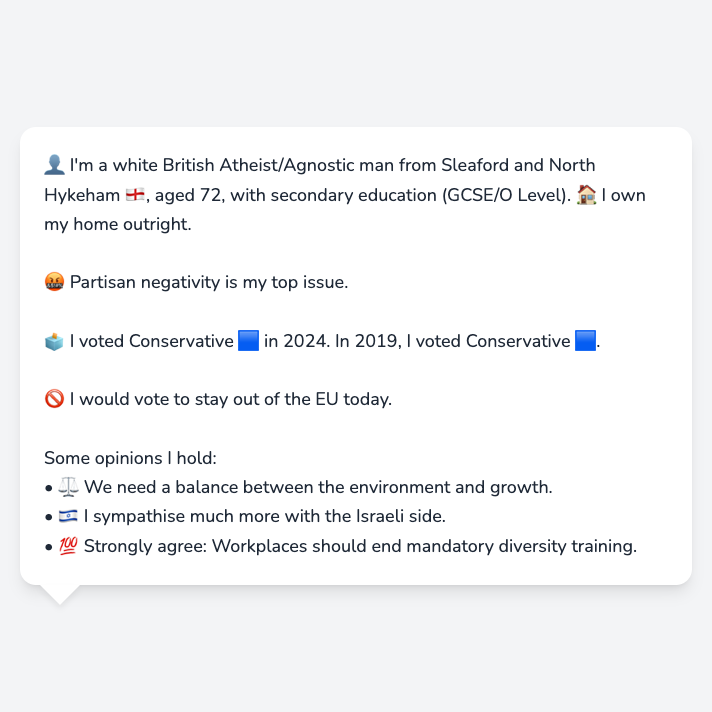 👤 I'm a white British Atheist/Agnostic man from Sleaford and North
Hykeham 🏴󠁧󠁢󠁥󠁮󠁧󠁿, aged 72, with secondary education (GCSE/O Level). 🏠 I own
my home outright.
🤬 Partisan negativity is my top issue.
🗳️ I voted Conservative 🟦 in 2024. In 2019, I voted Conservative 🟦.
🚫 I would vote to stay out of the EU today.
Some opinions I hold:
• ⚖️ We need a balance between the environment and growth.
• 🇮🇱 I sympathise much more with the Israeli side.
• 💯 Strongly agree: Workplaces should end mandatory diversity training.